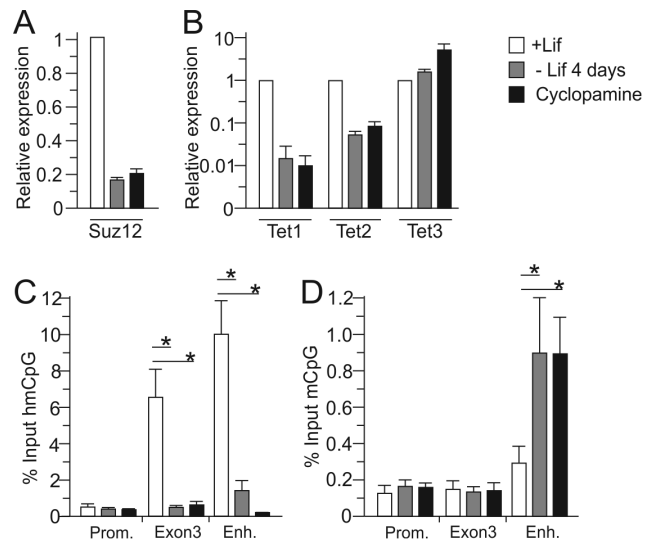 A
Relative expression
1
0.8
0.6
0.4
0.2
0
Suz12
B
Relative expression
10
1
0.1
0.01
0
Tet1 Tet2 Tet3
+Lif
- Lif 4 days
Cyclopamine
C
% Input hmCpG
12
10
8
6
4
2
0
* *
* *
Prom. Exon3 Enh.
D
% Input mCpG
1.2
1.0
0.8
0.6
0.4
0.2
0
* *
Prom. Exon3 Enh.